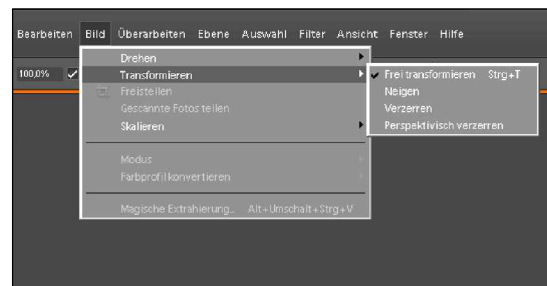 Bearbeiten Bild Überarbeiten Ebene Auswahl Filter Ansicht Fenster Hilfe
100,0%
Drehen
Transformieren
Freistellen
Gescannte Fotos teilen
Skalieren
Modus
Farbprofil konvertieren
Magische Extrahierung... Alt+Umschalt+Strg+V
Frei transformieren Strg+T
Neigen
Verzerren
Perspektivisch verzerren